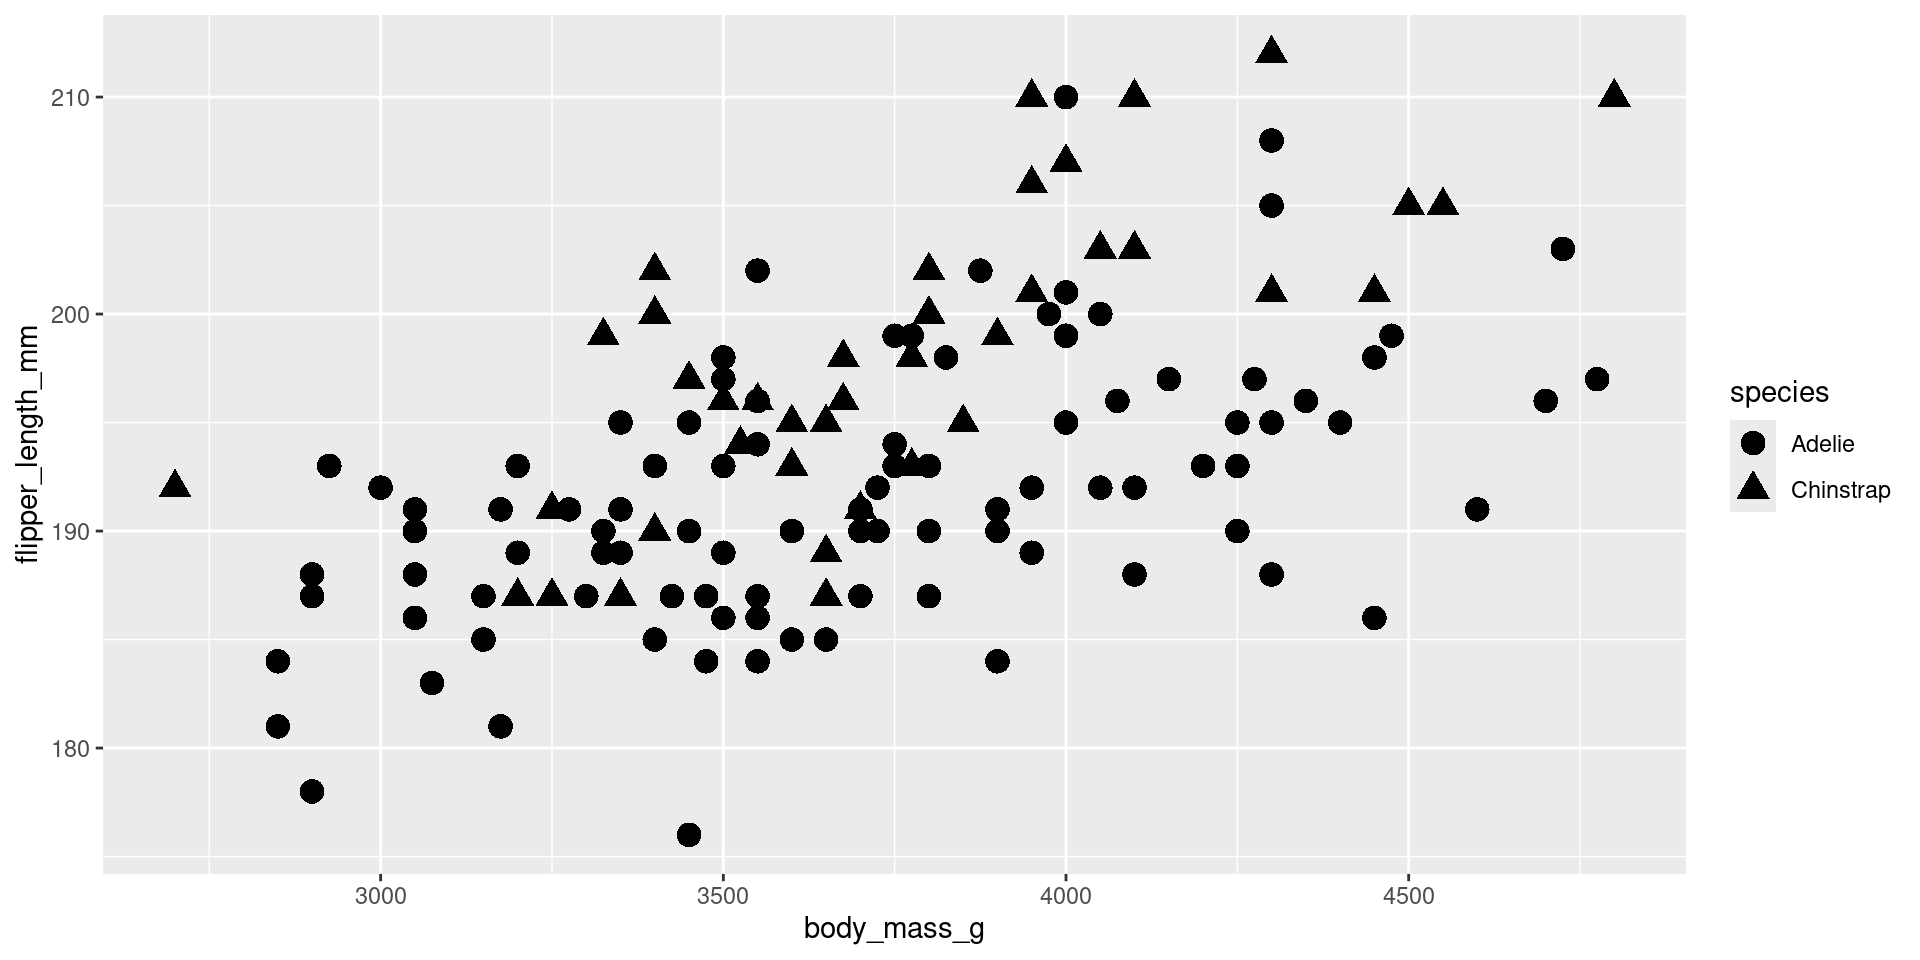 210
200
190
180
flipper_length_mm
3000 3500 4000 4500
body_mass_g
species
Adelie
Chinstrap